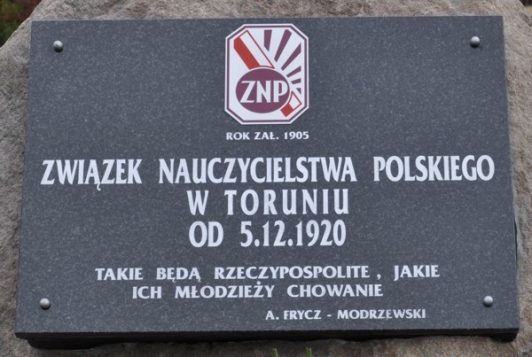 ZNP
ROK ZAŁ. 1905
ZWIĄZEK NAUCZYCIELSTWA POLSKIEGO
W TORUNIU
OD 5.12.1920
TAKIE BĘDĄ RZECZYPOSPOLITE , JAKIE
ICH MŁODZIEŻY CHOWANIE
A. FRYCZ - MODRZEWSKI